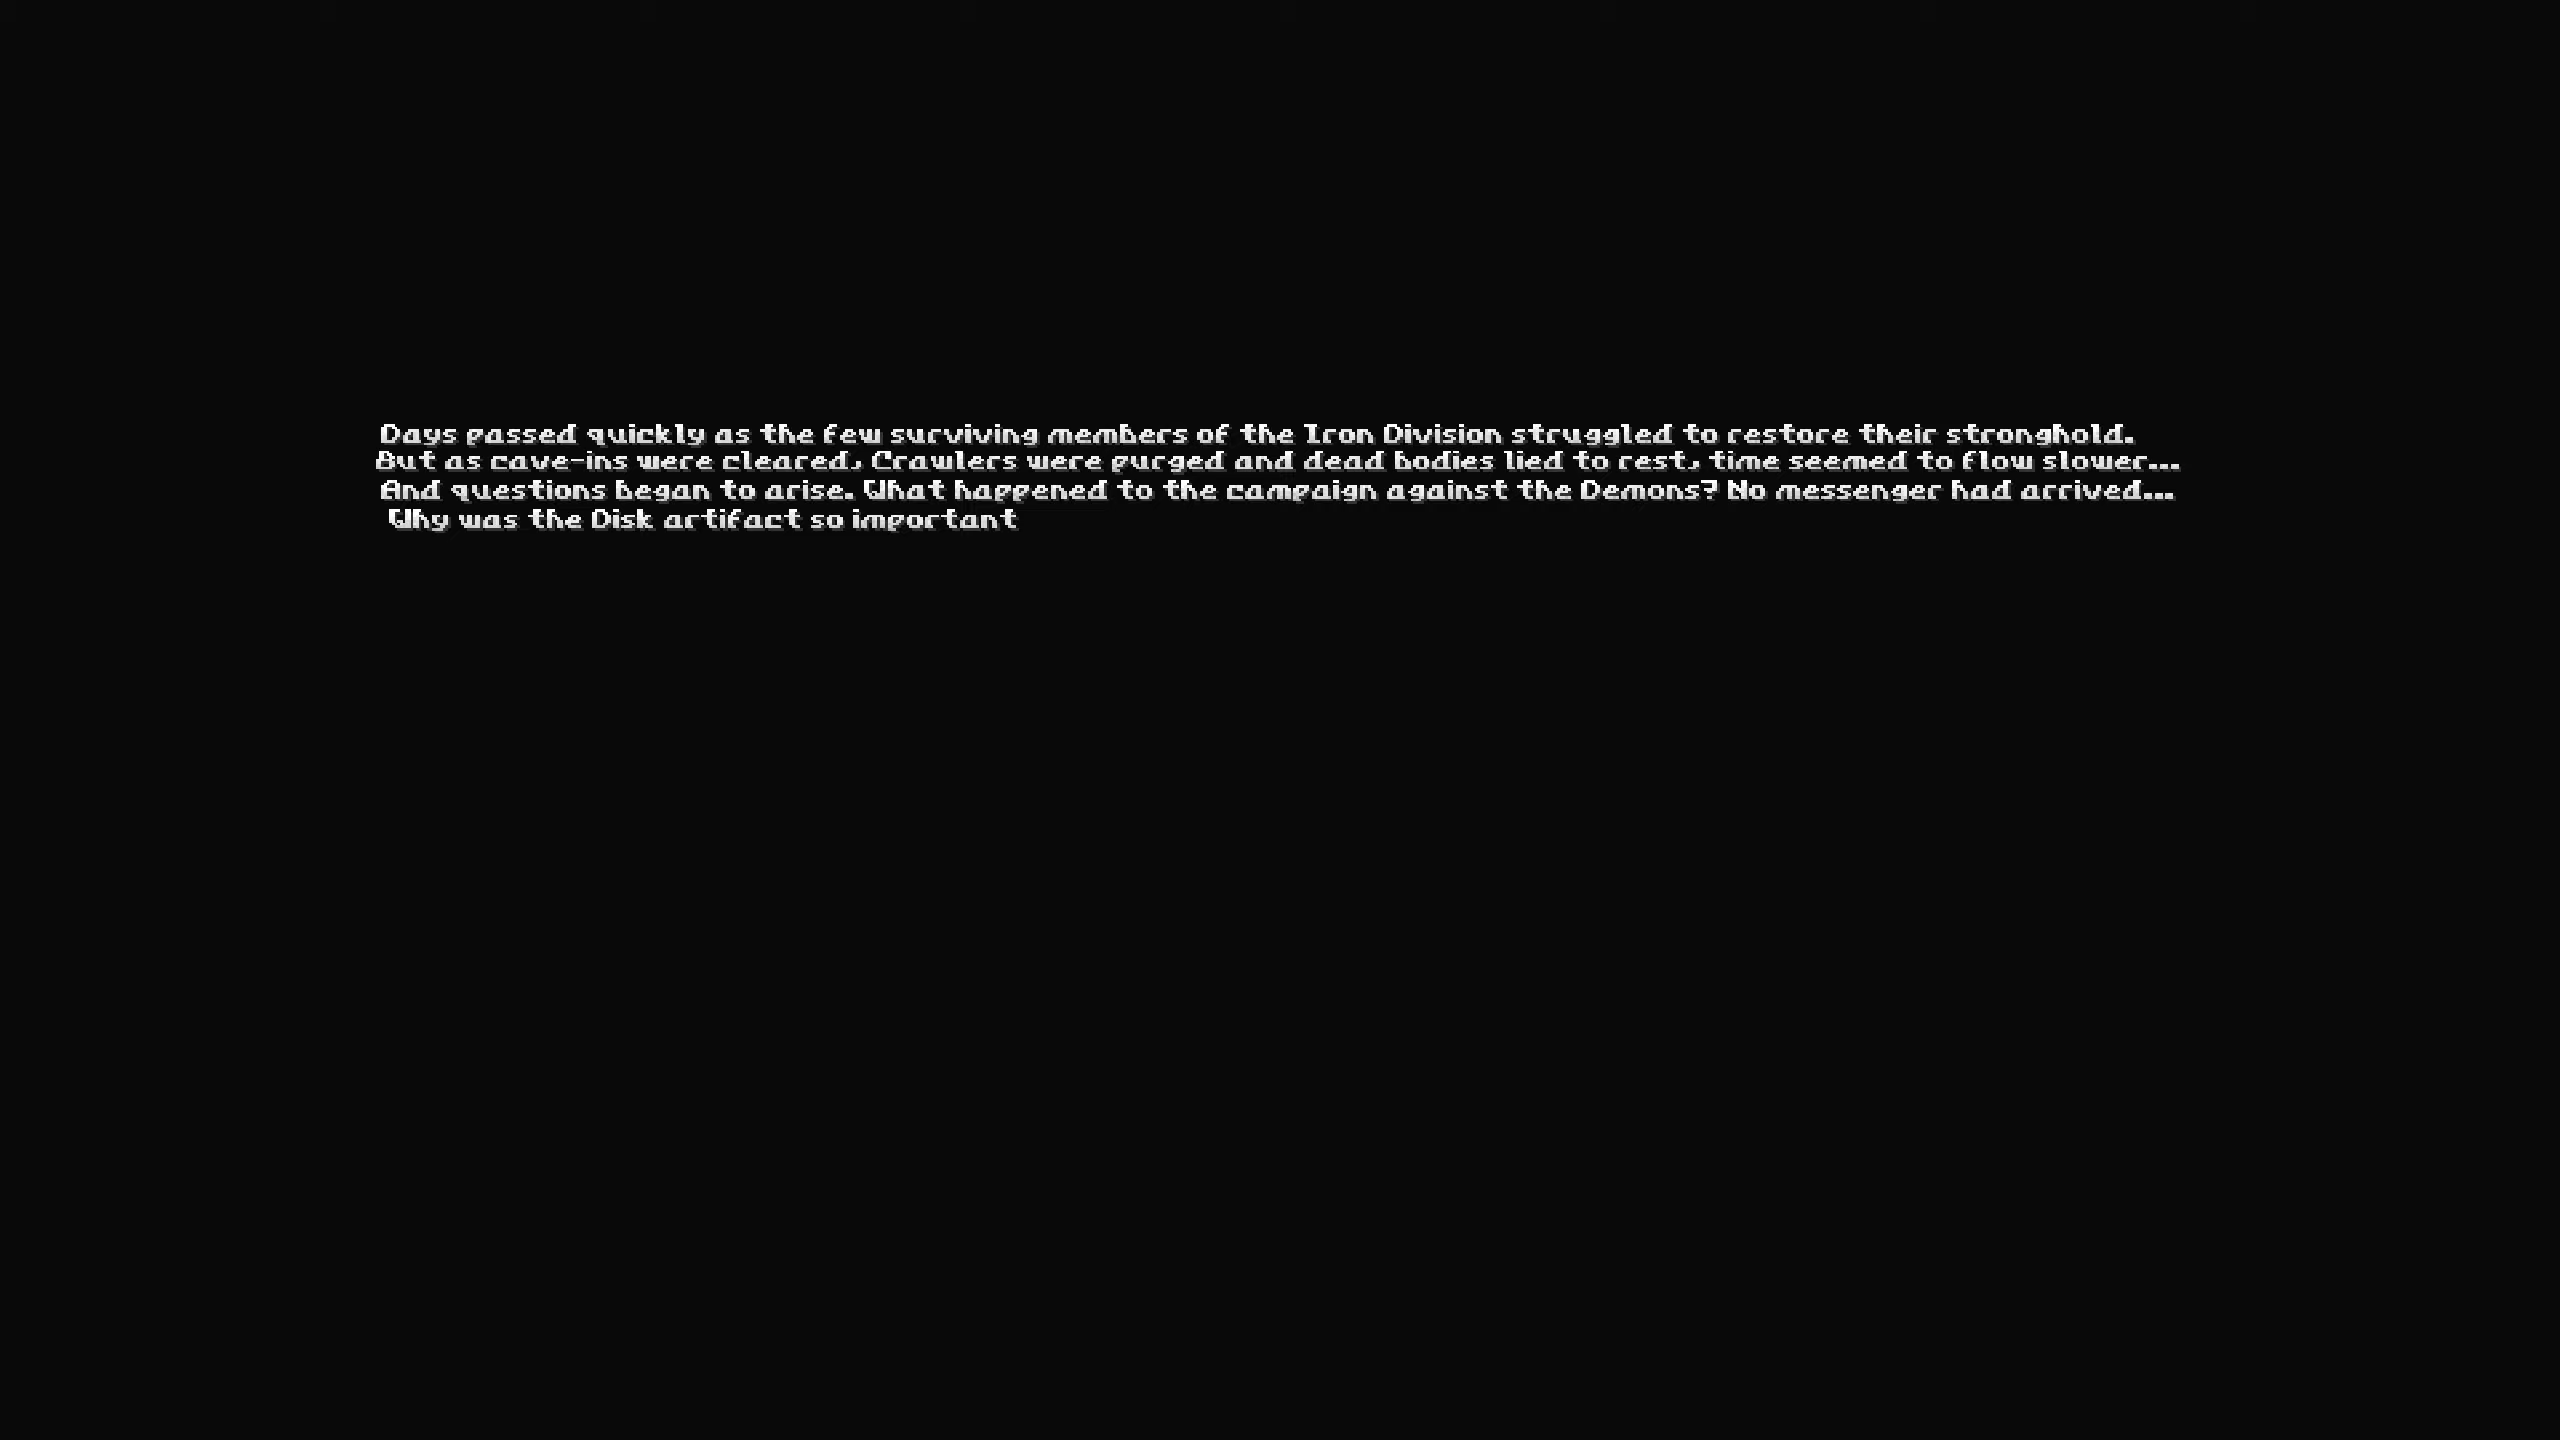 Days passed quickly as the few surviving members of the Iron Division struggled to restore their stronghold.
But as cave-ins were cleared, Crawlers were purged and dead bodies lied to rest, time seemed to flow slower...
And questions began to arise. What happened to the campaign against the Demons? No messenger had arrived...
Why was the Disk artifact so important